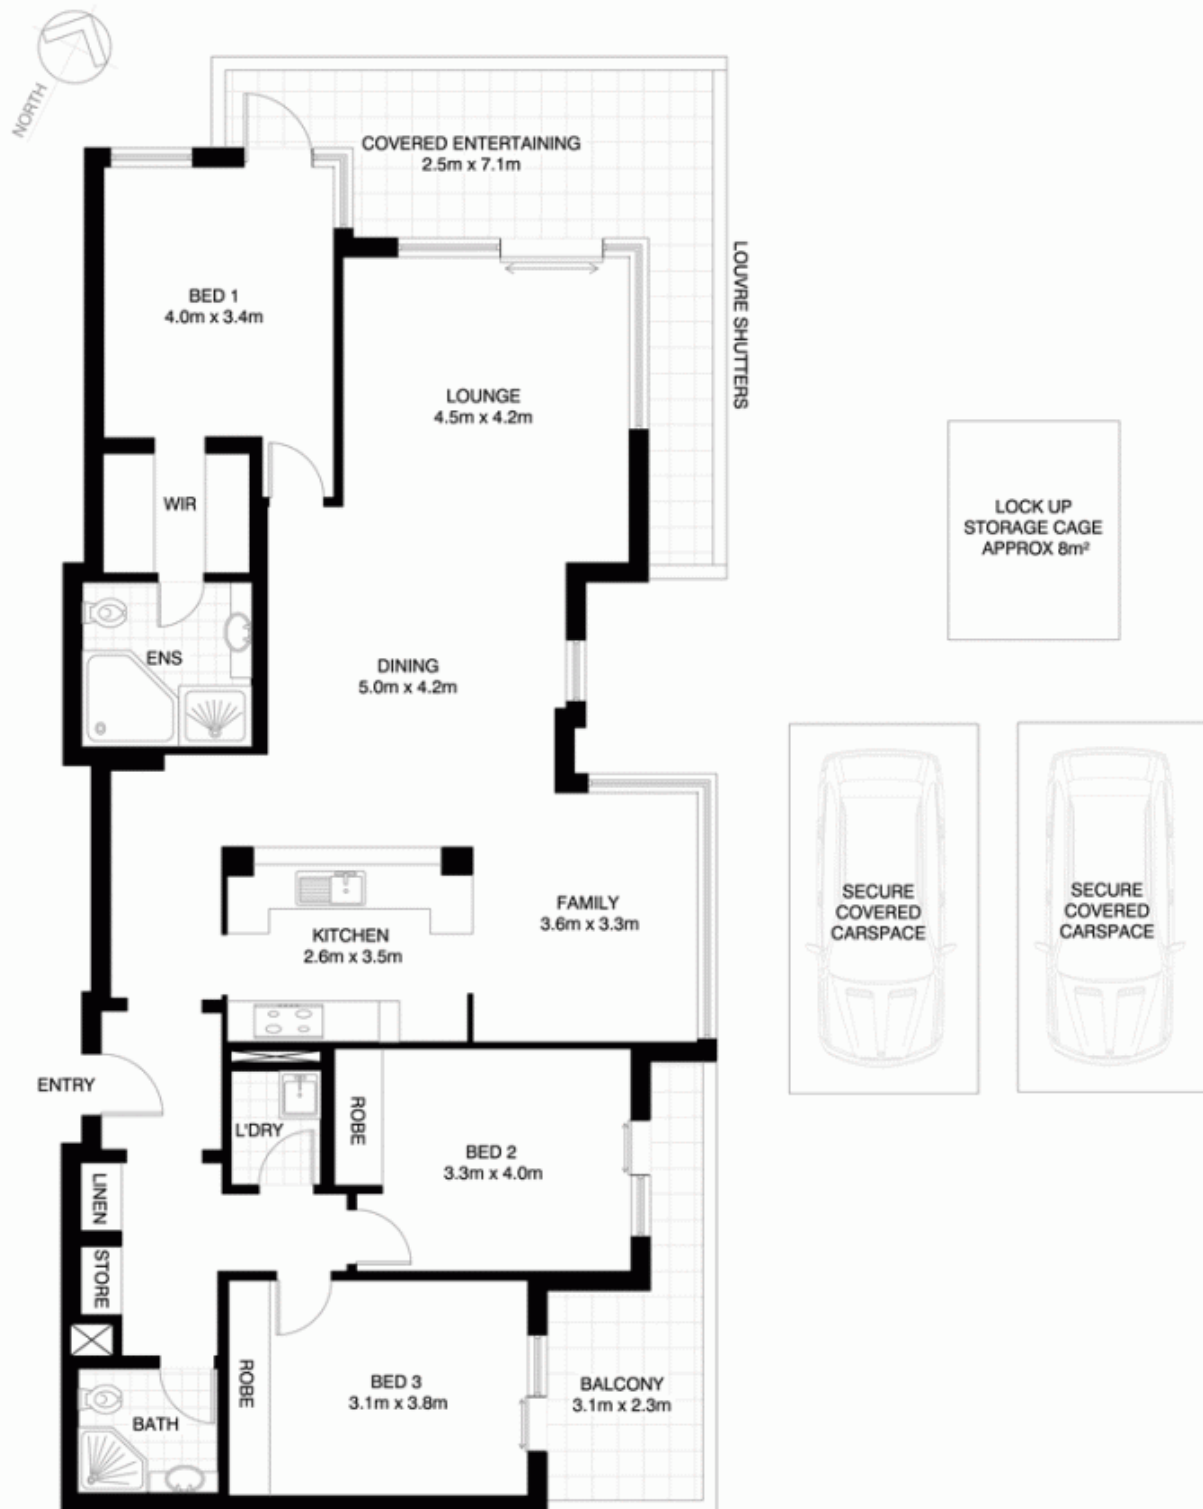 NORTH
COVERED ENTERTAINING
2.5m x 7.1m
LOUVRE SHUTTERS
BED 1
4.0m x 3.4m
LOUNGE
4.5m x 4.2m
WIR
LOCK UP
STORAGE CAGE
APPROX 8m²
ENS
DINING
5.0m x 4.2m
KITCHEN
2.6m x 3.5m
FAMILY
3.6m x 3.3m
SECURE
COVERED
CARSPACE
SECURE
COVERED
CARSPACE
ENTRY
L'DRY
ROBE
BED 2
3.3m x 4.0m
LINEN
STORE
ROBE
BED 3
3.1m x 3.8m
BALCONY
3.1m x 2.3m
BATH